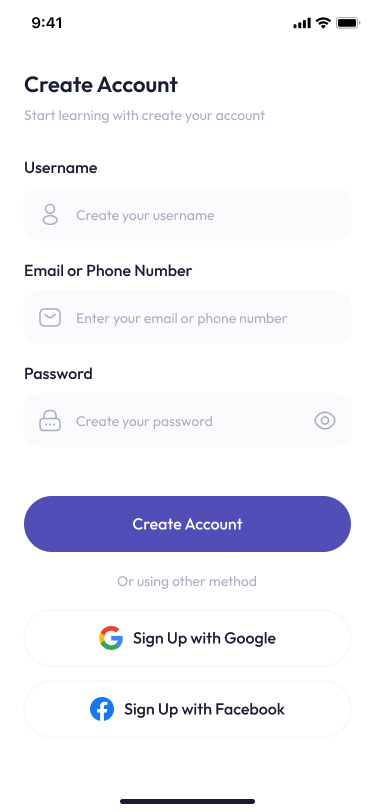 9:41
Create Account
Start learning with create your account
Username
Create your username
Email or Phone Number
Enter your email or phone number
Password
Create your password
Create Account
Or using other method
Sign Up with Google
Sign Up with Facebook